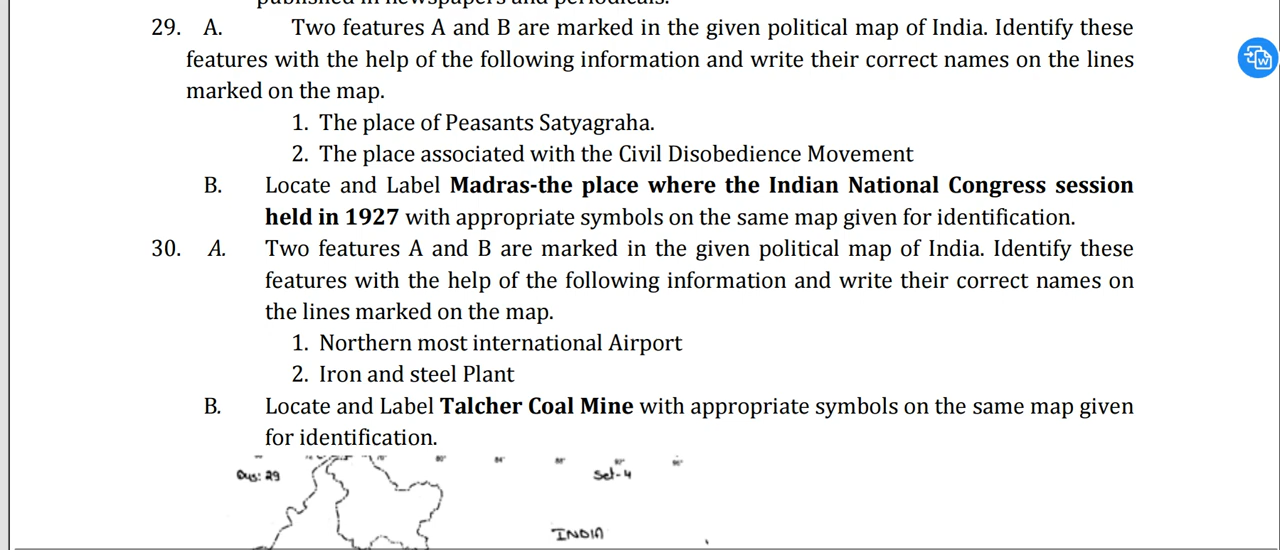 29. A. Two features A and B are marked in the given political map of India. Identify these
features with the help of the following information and write their correct names on the lines
marked on the map.
1. The place of Peasants Satyagraha.
2. The place associated with the Civil Disobedience Movement
B. Locate and Label Madras-the place where the Indian National Congress session
held in 1927 with appropriate symbols on the same map given for identification.
30. A. Two features A and B are marked in the given political map of India. Identify these
features with the help of the following information and write their correct names on
the lines marked on the map.
1. Northern most international Airport
2. Iron and steel Plant
B. Locate and Label Talcher Coal Mine with appropriate symbols on the same map given
for identification.
Qus: 29 Set-4
INDIA